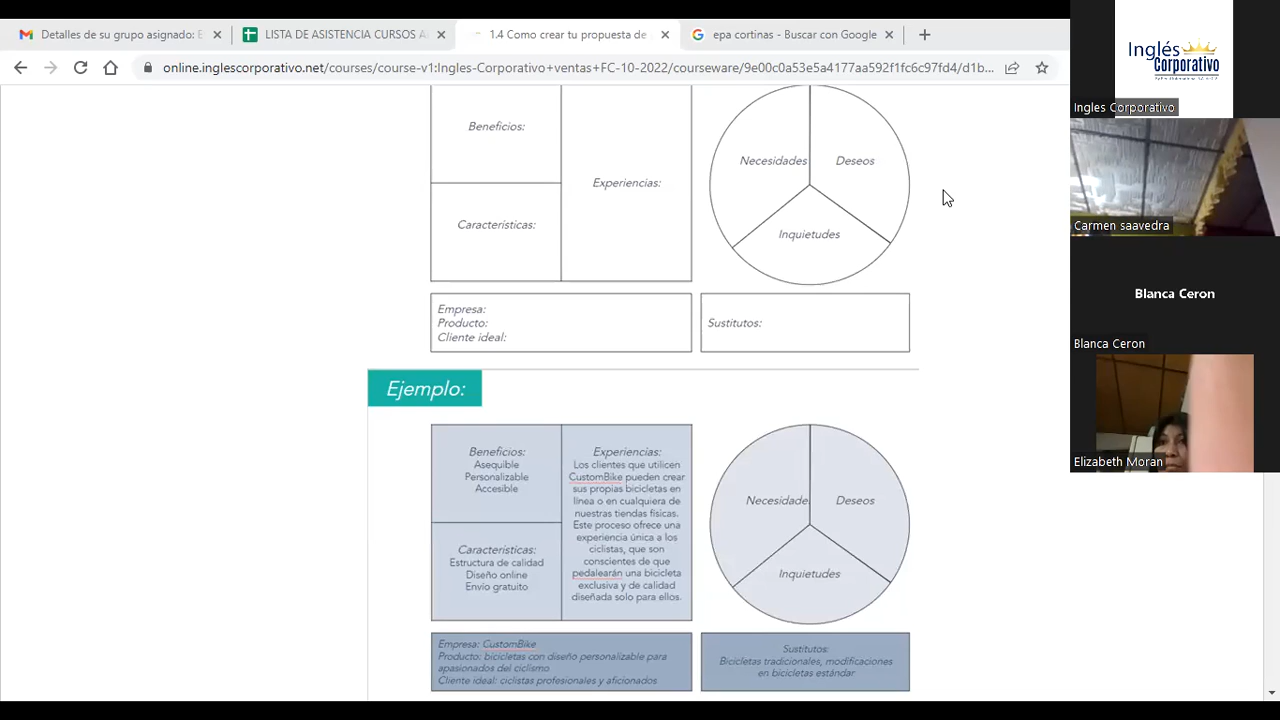 Detalles de su grupo asignado: E
LISTA DE ASISTENCIA CURSOS A
1.4 Como crear tu propuesta de
epa cortinas - Buscar con Google
online.inglescorporativo.net/courses/course-v1:Ingles-Corporativo+ventas+FC-10-2022/courseware/9e00c0a53e5a4177aa592f1fc6c97fd4/d1b...
Beneficios:
Experiencias:
Características:
Necesidades
Deseos
Inquietudes
Empresa:
Producto:
Cliente ideal:
Sustitutos:
Ejemplo:
Beneficios:
Asequible
Personalizable
Accesible
Características:
Estructura de calidad
Diseño online
Envío gratuito
Experiencias:
Los clientes que utilicen
CustomBike pueden crear
sus propias bicicletas en
línea o en cualquiera de
nuestras tiendas físicas.
Este proceso ofrece una
experiencia única a los
ciclistas, que son
conscientes de que
pedalearán una bicicleta
exclusiva y de calidad
diseñada solo para ellos.
Necesidade
Deseos
Inquietudes
Empresa: CustomBike
Producto: bicicletas con diseño personalizable para
apasionados del ciclismo
Cliente ideal: ciclistas profesionales y aficionados
Sustitutos:
Bicicletas tradicionales, modificaciones
en bicicletas estándar
Inglés
Corporativo
Ingles Corporativo
Carmen saavedra
Blanca Ceron
Blanca Ceron
Elizabeth Moran